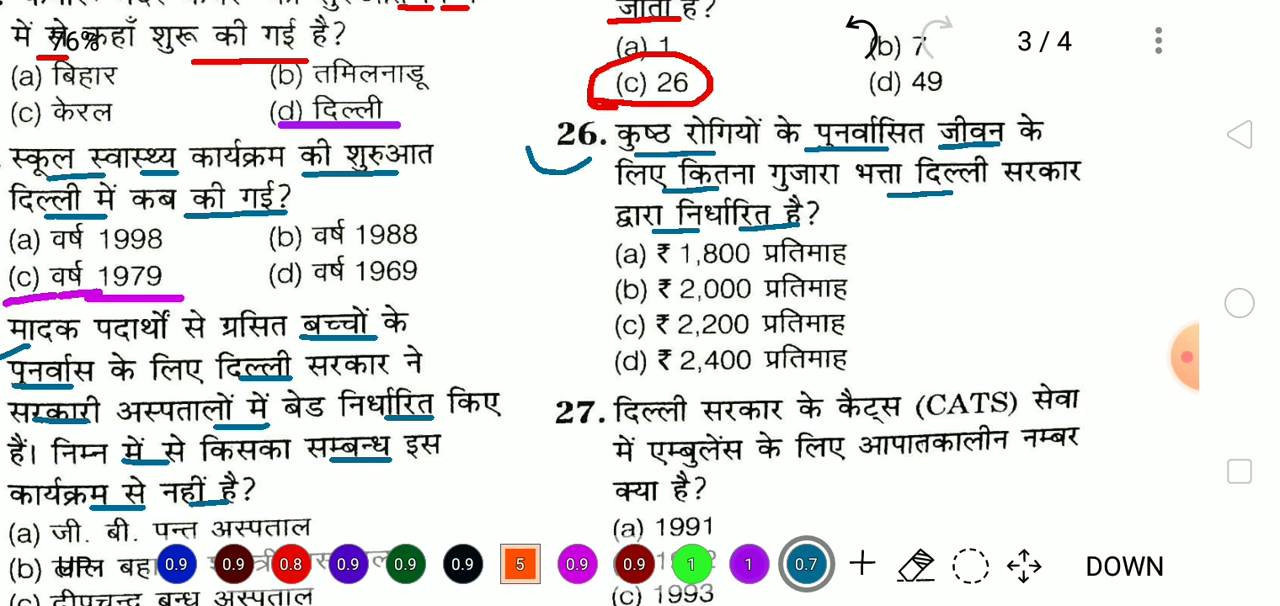 में से कहाँ शुरू की गई है?
76%
(a) बिहार (b) तमिलनाडू
(c) केरल (d) दिल्ली
स्कूल स्वास्थ्य कार्यक्रम की शुरुआत
दिल्ली में कब की गई?
(a) वर्ष 1998 (b) वर्ष 1988
(c) वर्ष 1979 (d) वर्ष 1969
मादक पदार्थों से ग्रसित बच्चों के
पुनर्वास के लिए दिल्ली सरकार ने
सरकारी अस्पतालों में बेड निर्धारित किए
हैं। निम्न में से किसका सम्बन्ध इस
कार्यक्रम से नहीं है?
(a) जी. बी. पन्त अस्पताल
(b)
(c) दीपचन्द बन्धु अस्पताल
जाता है?
(a) 1 (b) 7
(c) 26 (d) 49
3 / 4
26. कुष्ठ रोगियों के पुनर्वासित जीवन के
लिए कितना गुजारा भत्ता दिल्ली सरकार
द्वारा निर्धारित है?
(a) ₹ 1,800 प्रतिमाह
(b) ₹ 2,000 प्रतिमाह
(c) ₹ 2,200 प्रतिमाह
(d) ₹ 2,400 प्रतिमाह
27. दिल्ली सरकार के कैट्स (CATS) सेवा
में एम्बुलेंस के लिए आपातकालीन नम्बर
क्या है?
(a) 1991
(c) 1993
UP
0.9 0.9 0.8 0.9 0.9 0.9 5 0.9 0.9 1 1 0.7 DOWN